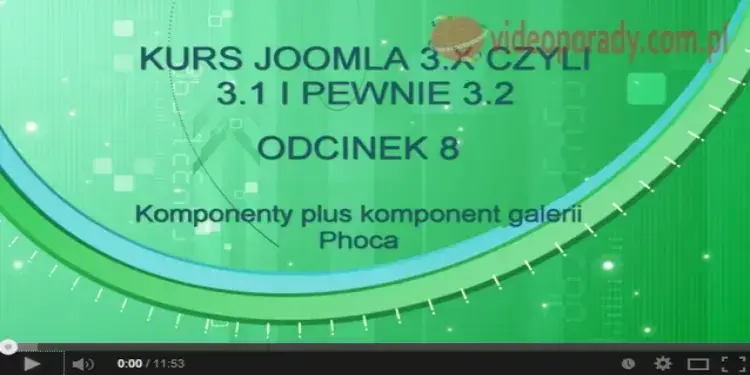 videoporady.com.pl
KURS JOOMLA 3.X CZYLI
3.1 I PEWNIE 3.2
ODCINEK 8
Komponenty plus komponent galerii
Phoca
0:00 / 11:53